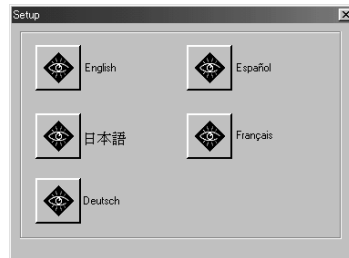 Setup
English
Español
日本語
Français
Deutsch